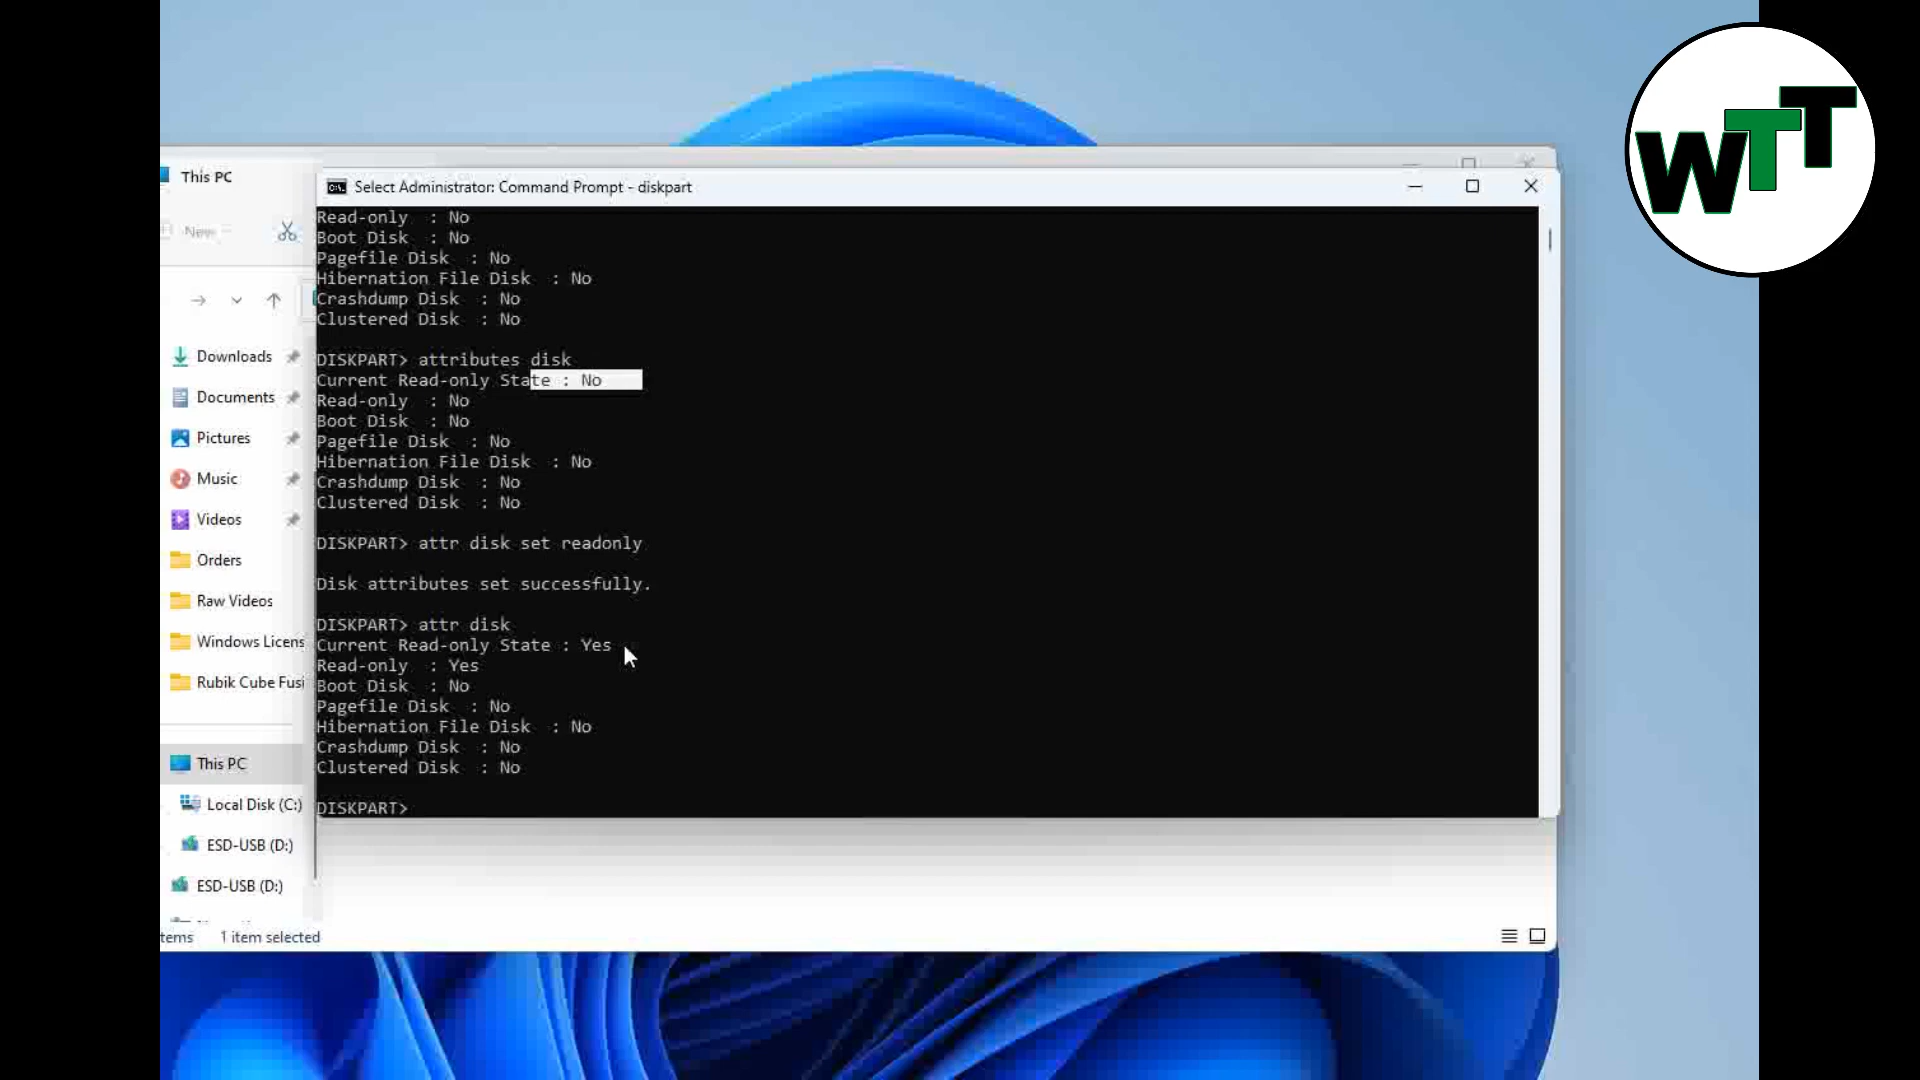 WTT
This PC
Select Administrator: Command Prompt - diskpart
New
Read-only : No
Boot Disk : No
Pagefile Disk : No
Hibernation File Disk : No
Crashdump Disk : No
Clustered Disk : No
DISKPART> attributes disk
Current Read-only State : No
Read-only : No
Boot Disk : No
Pagefile Disk : No
Hibernation File Disk : No
Crashdump Disk : No
Clustered Disk : No
DISKPART> attr disk set readonly
Disk attributes set successfully.
DISKPART> attr disk
Current Read-only State : Yes
Read-only : Yes
Boot Disk : No
Pagefile Disk : No
Hibernation File Disk : No
Crashdump Disk : No
Clustered Disk : No
DISKPART>
Downloads
Documents
Pictures
Music
Videos
Orders
Raw Videos
Windows Licens
Rubik Cube Fusi
This PC
Local Disk (C:)
ESD-USB (D:)
ESD-USB (D:)
tems 1 item selected